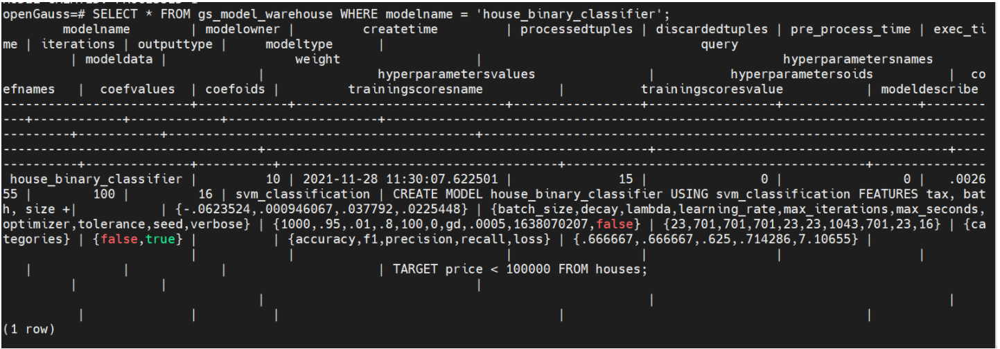 openGauss=# SELECT * FROM gs_model_warehouse WHERE modelname = 'house_binary_classifier';
        modelname        | modelowner |         createtime         | processedtuples | discardedtuples | pre_process_time | exec_ti
me | iterations | outputtype |     modeltype      |                                          query
         | modeldata |                 weight                  |                                        hyperparametersnames
                                  |              hyperparametersvalues               |          hyperparametersoids          |  co
efnames   |  coefvalues  | coefoids |         trainingscoresname          |          trainingscoresvalue          | modeldescribe
-------------------------+------------+----------------------------+-----------------+-----------------+------------------+--------
---+------------+------------+--------------------+--------------------------------------------------------------------------------
---------+-----------+-----------------------------------------+-------------------------------------------------------------------
----------------------------------+--------------------------------------------------+---------------------------------------+----
----------+--------------+----------+-------------------------------------+---------------------------------------+---------------
 house_binary_classifier |         10 | 2021-11-28 11:30:07.622501 |              15 |               0 |                0 |   .0026
55 |        100 |         16 | svm_classification | CREATE MODEL house_binary_classifier USING svm_classification FEATURES tax, bat
h, size +|           | {-.0623524,.000946067,.037792,.0225448} | {batch_size,decay,lambda,learning_rate,max_iterations,max_seconds,
optimizer,tolerance,seed,verbose} | {1000,.95,.01,.8,100,0,gd,.0005,1638070207,false} | {23,701,701,701,23,23,1043,701,23,16} | {ca
tegories} | {false,true} |          | {accuracy,f1,precision,recall,loss} | {.666667,.666667,.625,.714286,7.10655} |
                         |            |                            |                 |                 |                  |
   |            |            |                    | TARGET price < 100000 FROM houses;
         |           |                                         |
                                  |                                                  |                                       |
          |              |          |                                     |                                       |
(1 row)